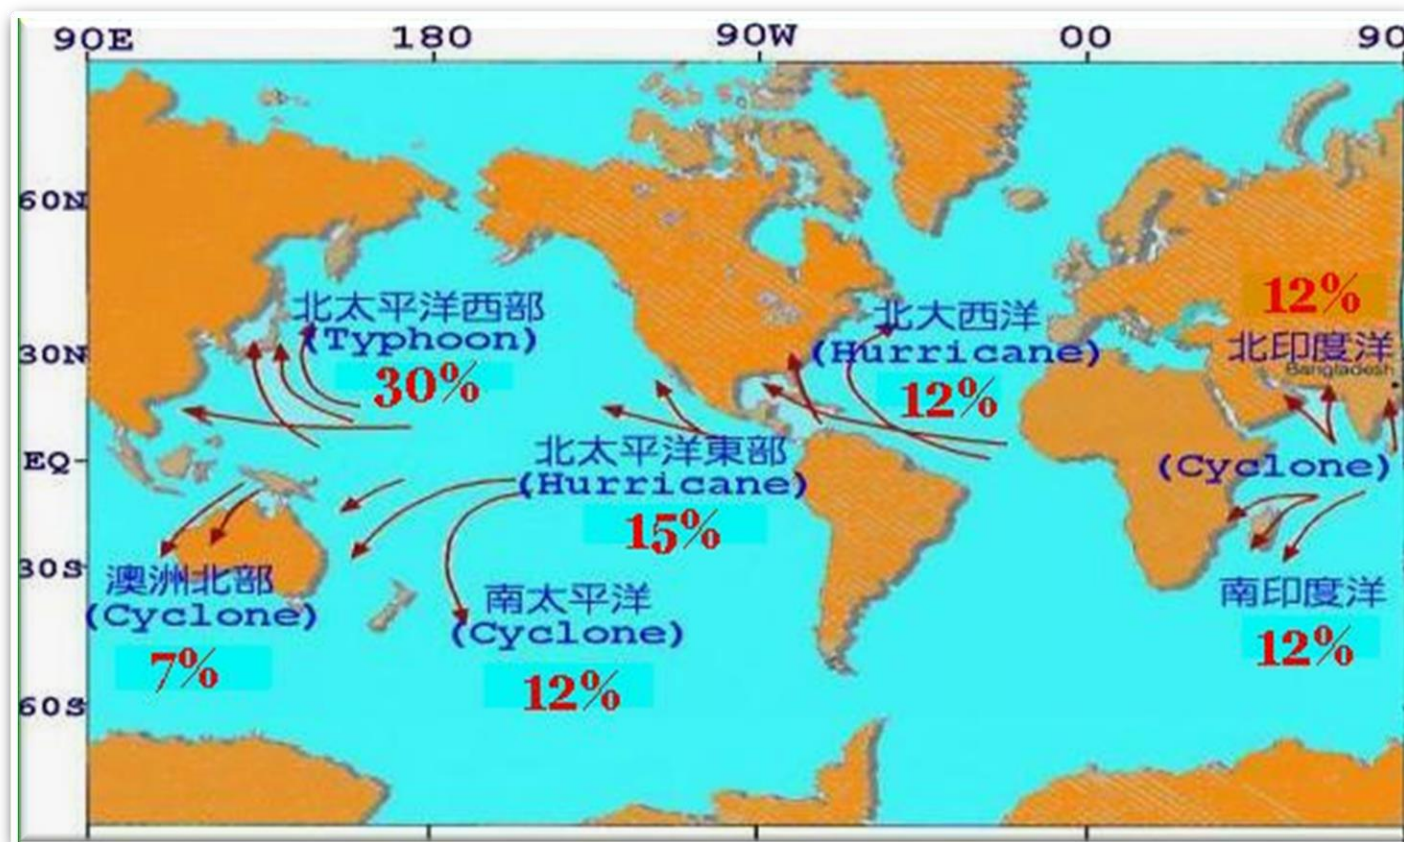 90E 180 90W 00 90
60N
12%
北太平洋西部
(Typhoon)
30%
北大西洋
(Hurricane)
12%
北印度洋
Bangladesh
30N
EQ
北太平洋東部
(Hurricane)
15%
(Cyclone)
30S
澳洲北部
(Cyclone)
7%
南太平洋
(Cyclone)
12%
南印度洋
12%
60S